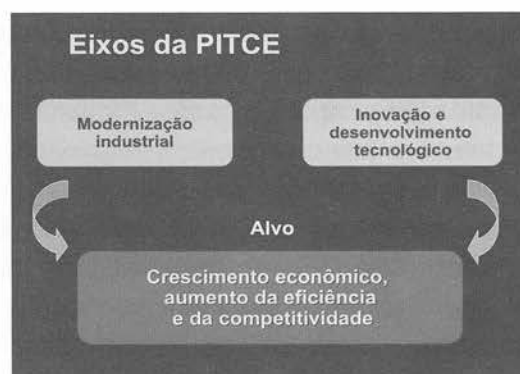 Eixos da PITCE
Modernização
industrial
Inovação e
desenvolvimento
tecnológico
Alvo
Crescimento econômico,
aumento da eficiência
e da competitividade